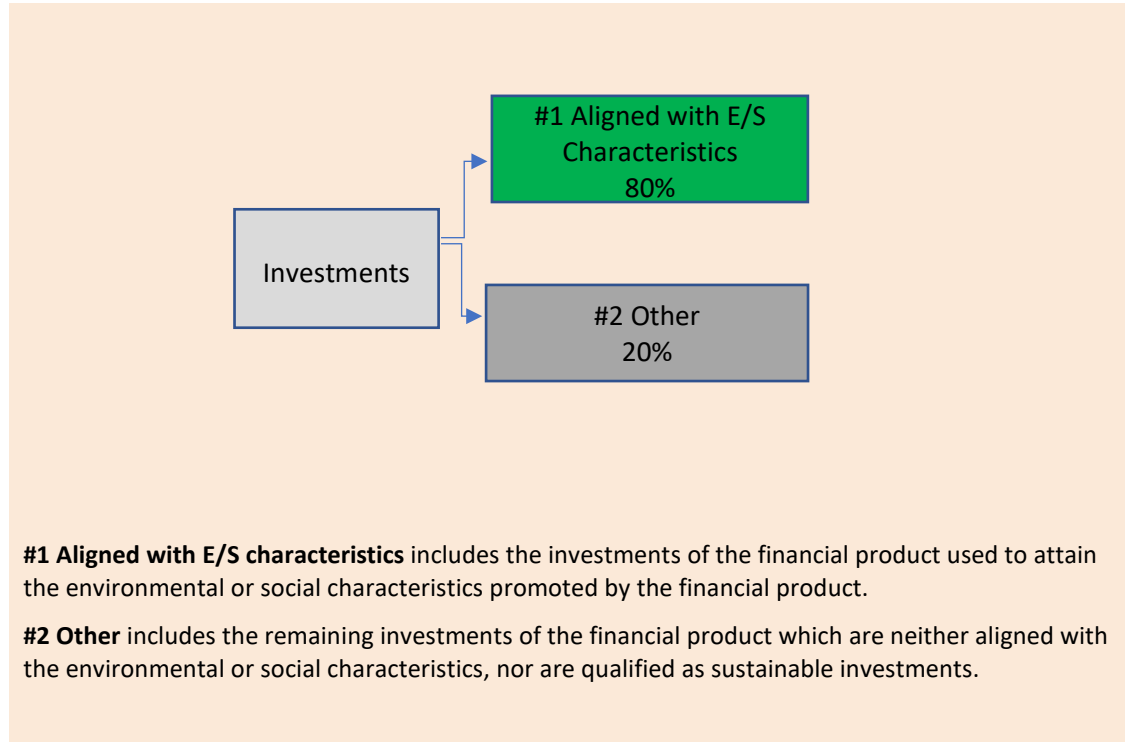 #1 Aligned with E/S
Characteristics
80%
Investments
#2 Other
20%
#1 Aligned with E/S characteristics includes the investments of the financial product used to attain
the environmental or social characteristics promoted by the financial product.
#2 Other includes the remaining investments of the financial product which are neither aligned with
the environmental or social characteristics, nor are qualified as sustainable investments.